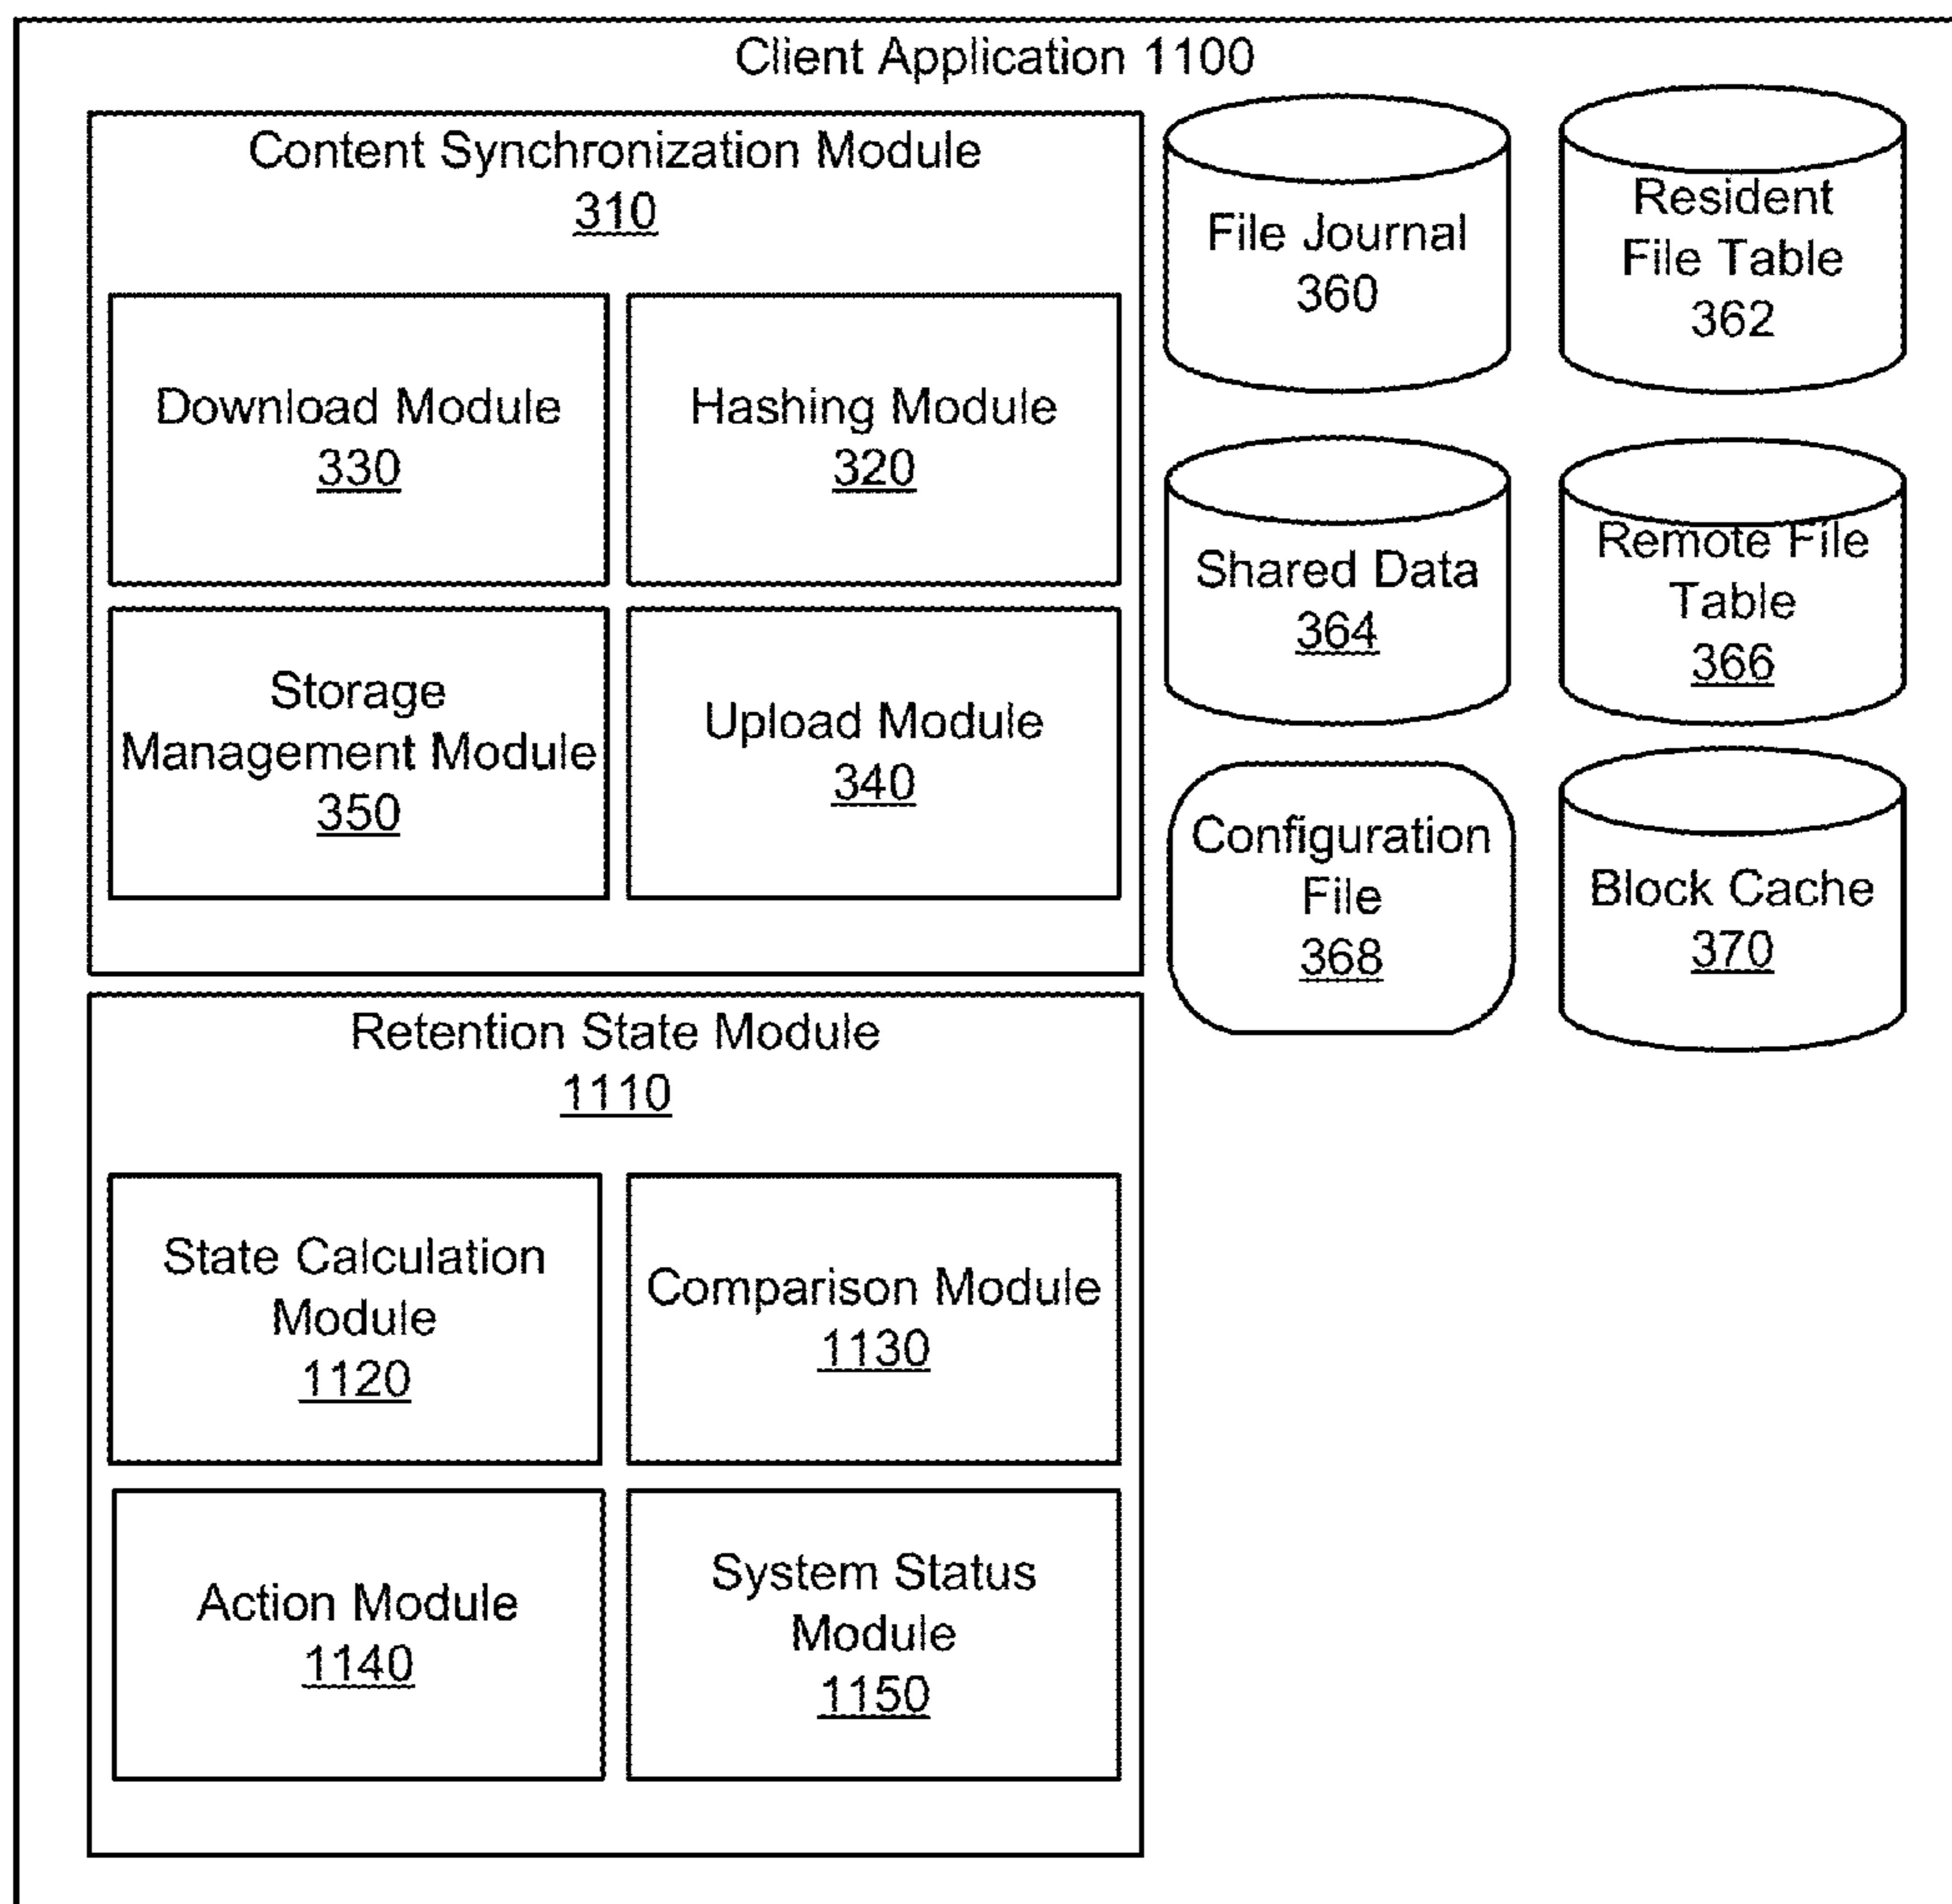 Client Application 1100
Content Synchronization Module
310
Download Module
330
Hashing Module
320
Storage
Management Module
350
Upload Module
340
File Journal
360
Resident
File Table
362
Shared Data
364
Remote File
Table
366
Configuration
File
368
Block Cache
370
Retention State Module
1110
State Calculation
Module
1120
Comparison Module
1130
Action Module
1140
System Status
Module
1150